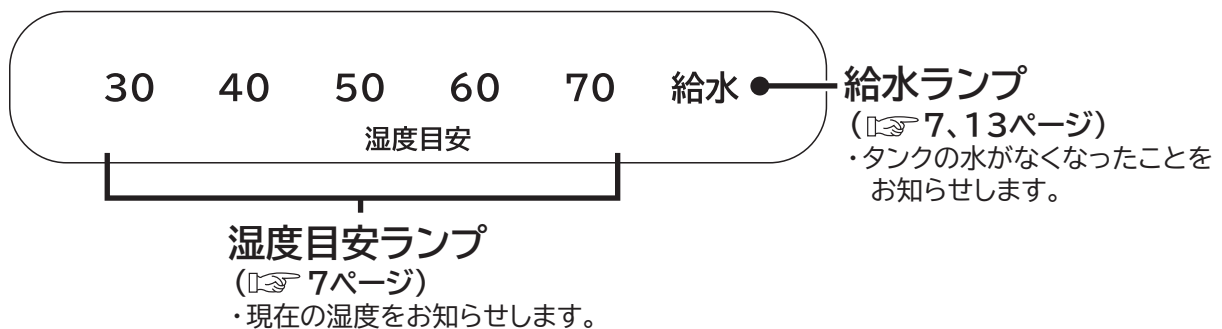 30 40 50 60 70 給水
湿度目安
給水ランプ
(☞ 7、13ページ)
・タンクの水がなくなったことを
お知らせします。
湿度目安ランプ
(☞ 7ページ)
・現在の湿度をお知らせします。